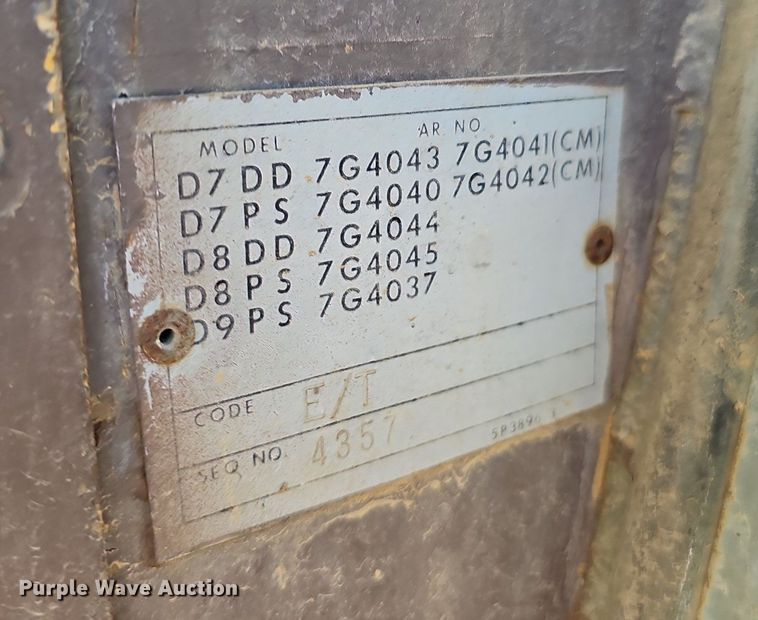 MODEL AR. NO.
D7 DD 7G4043 7G4041(CM)
D7 PS 7G4040 7G4042(CM)
D8 DD 7G4044
D8 PS 7G4045
D9 PS 7G4037
CODE E/T
SEQ NO. 4357
Purple Wave Auction